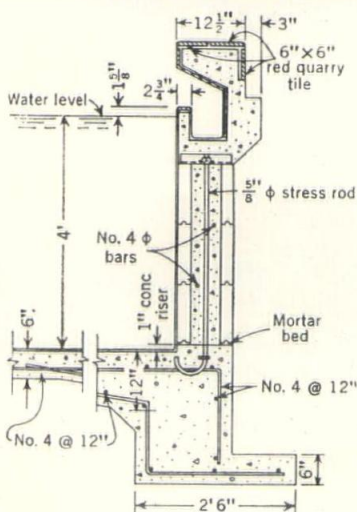 12 1/2"
3"
6" × 6"
red quarry
tile
1 5/8"
2 3/4"
Water level
5/8" ϕ stress rod
4'
No. 4 ϕ
bars
1" conc
riser
6"
Mortar
bed
12"
No. 4 @ 12"
No. 4 @ 12"
6"
2' 6"